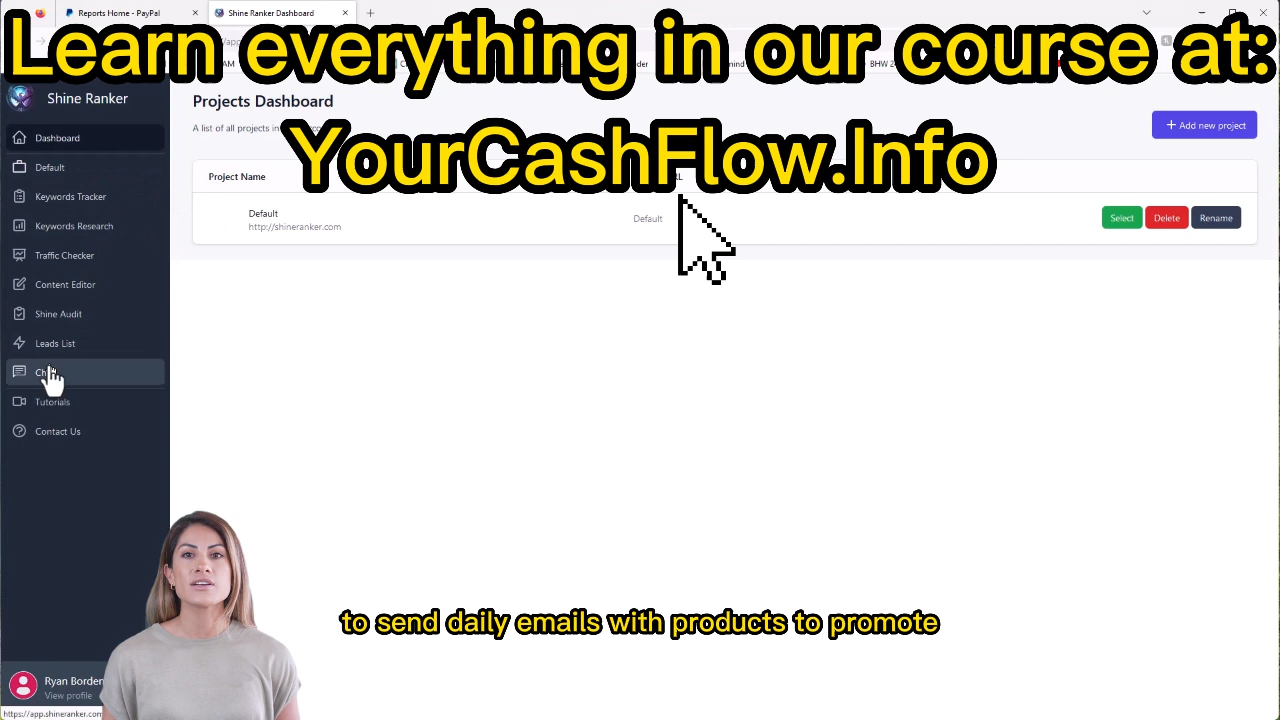 Reports Home - PayPal
Shine Ranker Dashboard
Learn everything in our course at:
YourCashFlow.Info
BHW
Shine Ranker
Dashboard
Default
Keywords Tracker
Keywords Research
Traffic Checker
Content Editor
Shine Audit
Leads List
Tutorials
Contact Us
Projects Dashboard
A list of all projects in
+ Add new project
Project Name
Default
http://shineranker.com
Default
Select
Delete
Rename
to send daily emails with products to promote
Ryan Borden
View profile
https://app.shineranker.com